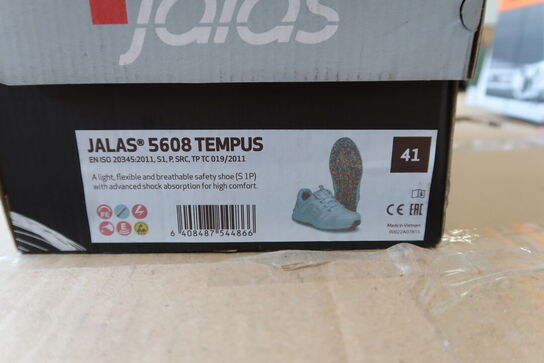 jalas
JALAS® 5608 TEMPUS
EN ISO 20345:2011, S1, P, SRC, TP TC 019/2011
A light, flexible and breathable safety shoe (S 1P)
with advanced shock absorption for high comfort.
41
CE EAC
Made in Vietnam
6 408487 544866